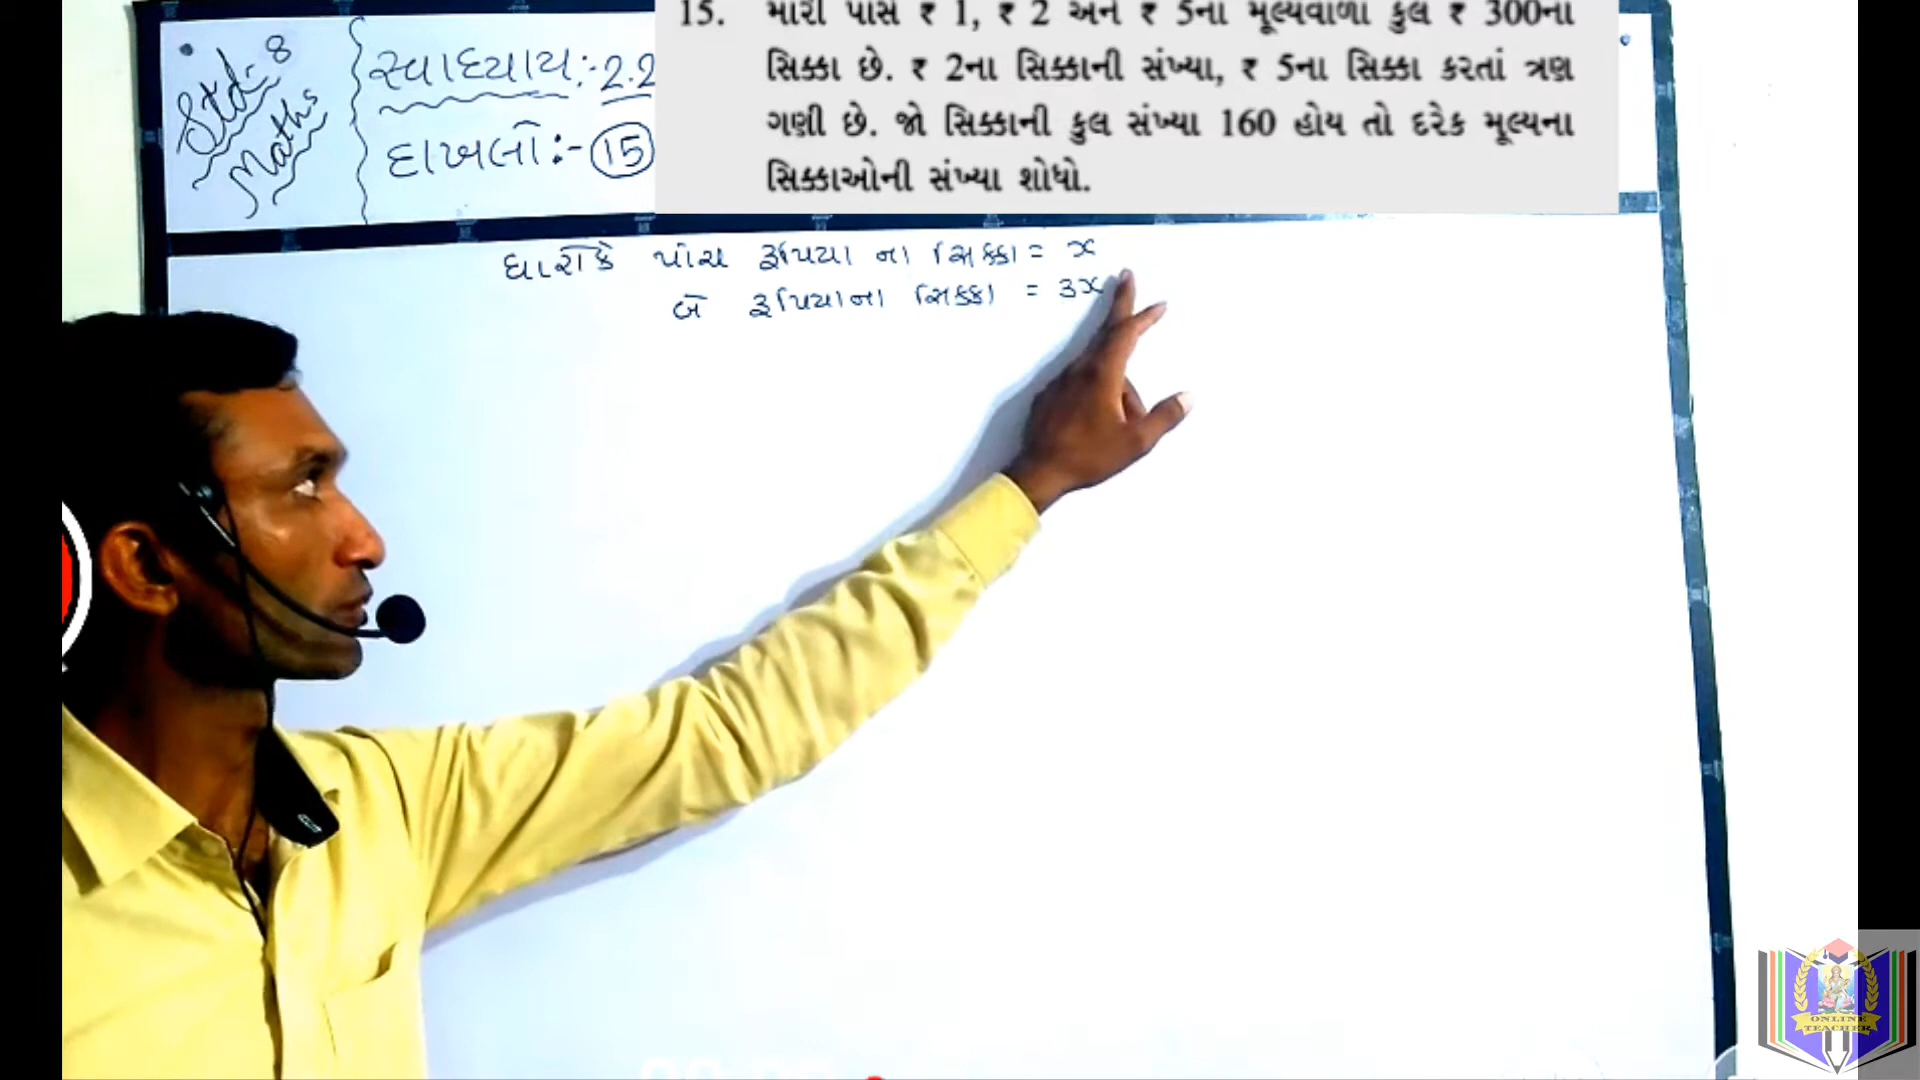 Std-8
Maths
સ્વાધ્યાય:-2.2
દાખલો:-(15)
15. મારી પાસે ₹ 1, ₹ 2 અને ₹ 5ના મૂલ્યવાળા કુલ ₹ 300ના
સિક્કા છે. ₹ 2ના સિક્કાની સંખ્યા, ₹ 5ના સિક્કા કરતાં ત્રણ
ગણી છે. જો સિક્કાની કુલ સંખ્યા 160 હોય તો દરેક મૂલ્યના
સિક્કાઓની સંખ્યા શોધો.
ધારોકે પાંચ રૂપિયા ના સિક્કા = x
બે રૂપિયાના સિક્કા = 3x
ONLINE
TEACHER